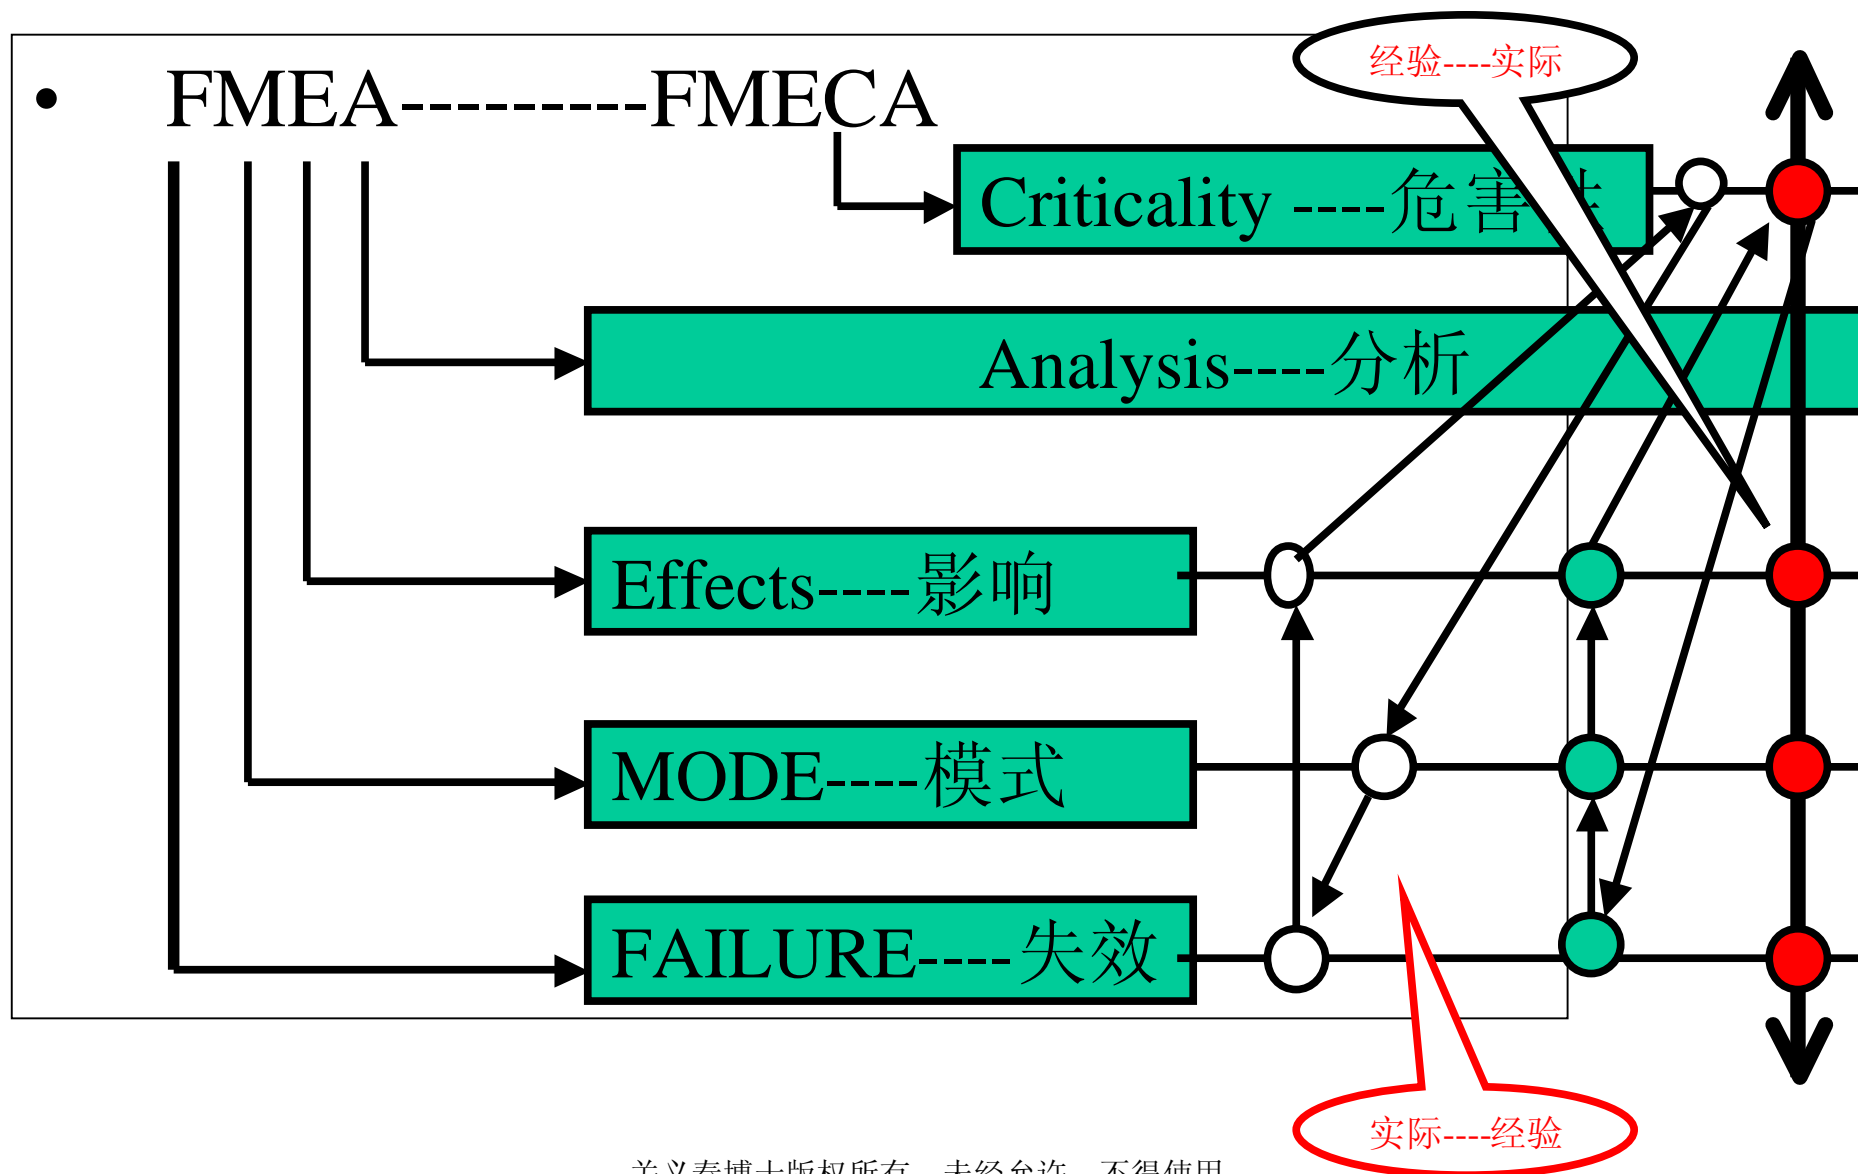 经验----实际
• FMEA---------FMECA
Criticality ----危害性
Analysis----分析
Effects----影响
MODE----模式
FAILURE----失效
实际----经验